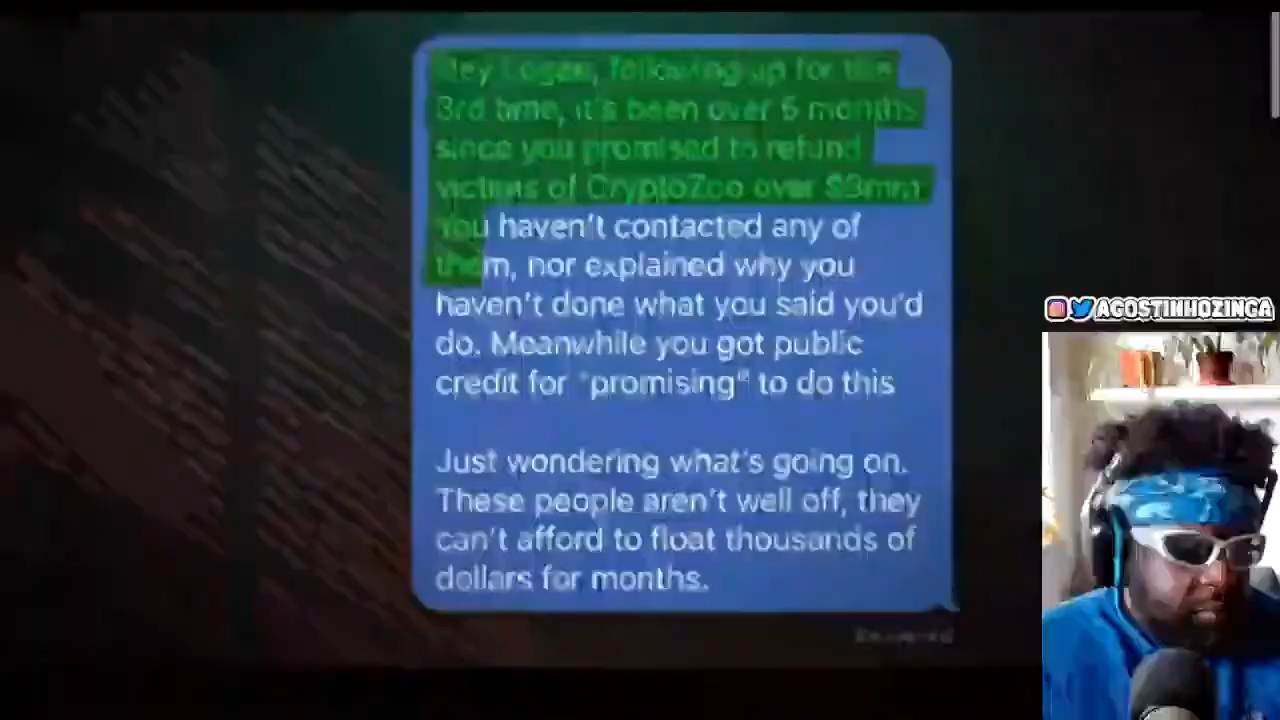 Hey Logan, following up for the
3rd time, it's been over 5 months
since you promised to refund
victims of CryptoZoo over $3mm.
You haven't contacted any of
them, nor explained why you
haven't done what you said you'd
do. Meanwhile you got public
credit for "promising" to do this
Just wondering what's going on.
These people aren't well off, they
can't afford to float thousands of
dollars for months.
AGOSTINHOZINGA